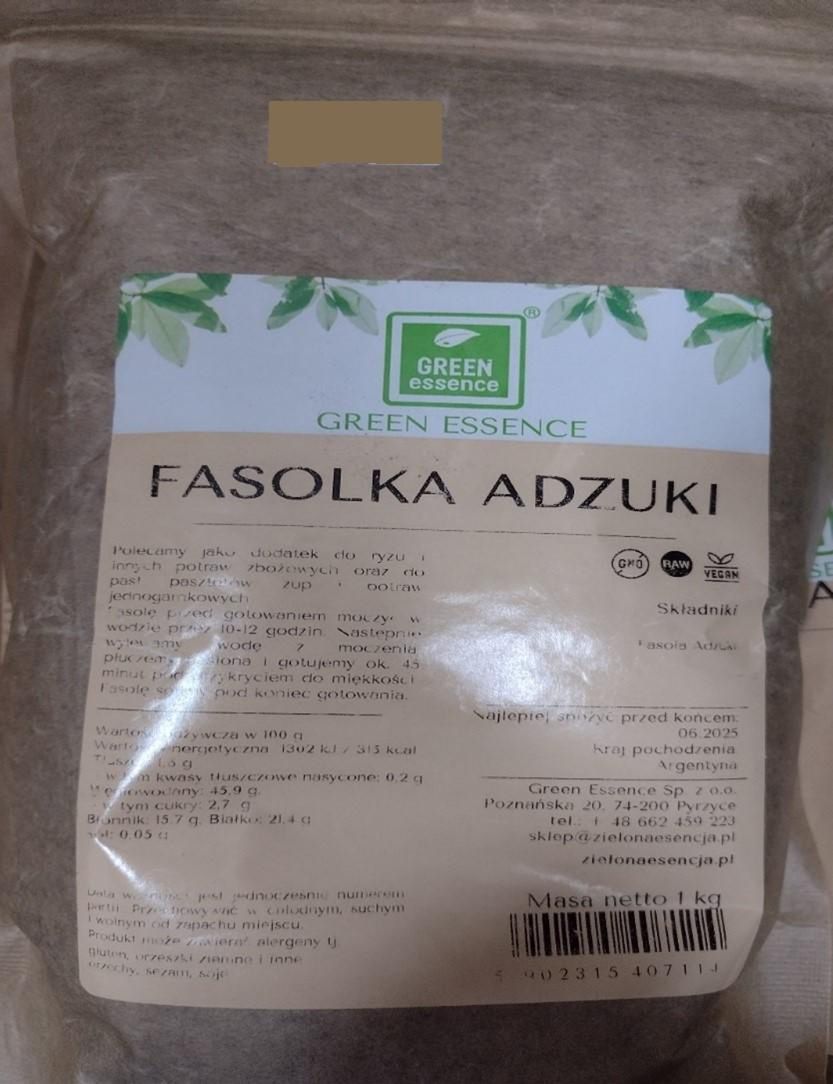 GREEN
essence
®
GREEN ESSENCE
FASOLKA ADZUKI
Polecamy jako dodatek do ryżu i
innych potraw zbożowych oraz do
past pasztetów zup i potraw
jednogarnkowych
Fasolę przed gotowaniem moczyć w
wodzie przez 10-12 godzin. Następnie
wylewamy wodę z moczenia
płuczemy i gotujemy ok. 45
minut pod przykryciem do miękkości
Fasolę solimy pod koniec gotowania.
Wartość odżywcza w 100 g
Wartość energetyczna 1302 kJ / 313 kcal
Tłuszcz: g
- w tym kwasy tłuszczowe nasycone: 0,2 g
Węglowodany: 45,9 g.
- w tym cukry: 2,7 g
Błonnik: 15,7 g. Białko: 21,4 g
Sól: 0,05 g
Data ważności jest jednocześnie numerem
partii. Przechowywać w chłodnym, suchym
i wolnym od zapachu miejscu.
Produkt może zawierać alergeny tj.
gluten, orzeszki ziemne i inne
orzechy, sezam, soję
GMO
RAW
VEGAN
Składniki
Fasola Adzuki
Najlepiej spożyć przed końcem:
06.2025
Kraj pochodzenia:
Argentyna
Green Essence Sp. z o.o.
Poznańska 20, 74-200 Pyrzyce
tel.: + 48 662 459 223
sklep@zielonaesencja.pl
zielonaesencja.pl
Masa netto 1 kg
5 902315 40711